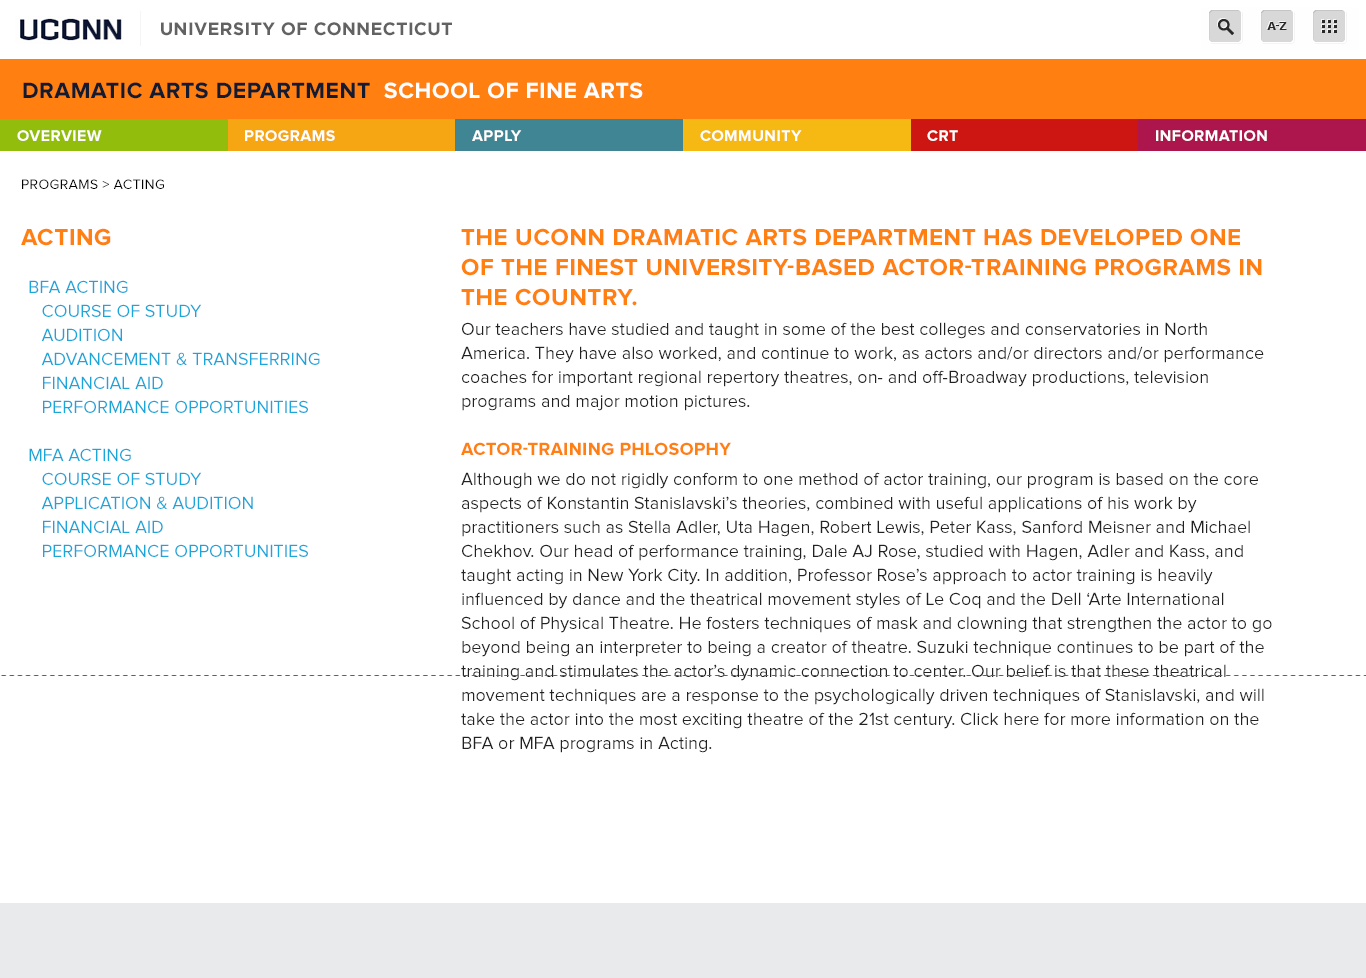 UCONN UNIVERSITY OF CONNECTICUT A-Z
DRAMATIC ARTS DEPARTMENT SCHOOL OF FINE ARTS
OVERVIEW PROGRAMS APPLY COMMUNITY CRT INFORMATION
PROGRAMS > ACTING
ACTING
BFA ACTING
COURSE OF STUDY
AUDITION
ADVANCEMENT & TRANSFERRING
FINANCIAL AID
PERFORMANCE OPPORTUNITIES
MFA ACTING
COURSE OF STUDY
APPLICATION & AUDITION
FINANCIAL AID
PERFORMANCE OPPORTUNITIES
THE UCONN DRAMATIC ARTS DEPARTMENT HAS DEVELOPED ONE
OF THE FINEST UNIVERSITY-BASED ACTOR-TRAINING PROGRAMS IN
THE COUNTRY.
Our teachers have studied and taught in some of the best colleges and conservatories in North
America. They have also worked, and continue to work, as actors and/or directors and/or performance
coaches for important regional repertory theatres, on- and off-Broadway productions, television
programs and major motion pictures.
ACTOR-TRAINING PHLOSOPHY
Although we do not rigidly conform to one method of actor training, our program is based on the core
aspects of Konstantin Stanislavski’s theories, combined with useful applications of his work by
practitioners such as Stella Adler, Uta Hagen, Robert Lewis, Peter Kass, Sanford Meisner and Michael
Chekhov. Our head of performance training, Dale AJ Rose, studied with Hagen, Adler and Kass, and
taught acting in New York City. In addition, Professor Rose’s approach to actor training is heavily
influenced by dance and the theatrical movement styles of Le Coq and the Dell ‘Arte International
School of Physical Theatre. He fosters techniques of mask and clowning that strengthen the actor to go
beyond being an interpreter to being a creator of theatre. Suzuki technique continues to be part of the
training and stimulates the actor’s dynamic connection to center. Our belief is that these theatrical
movement techniques are a response to the psychologically driven techniques of Stanislavski, and will
take the actor into the most exciting theatre of the 21st century. Click here for more information on the
BFA or MFA programs in Acting.